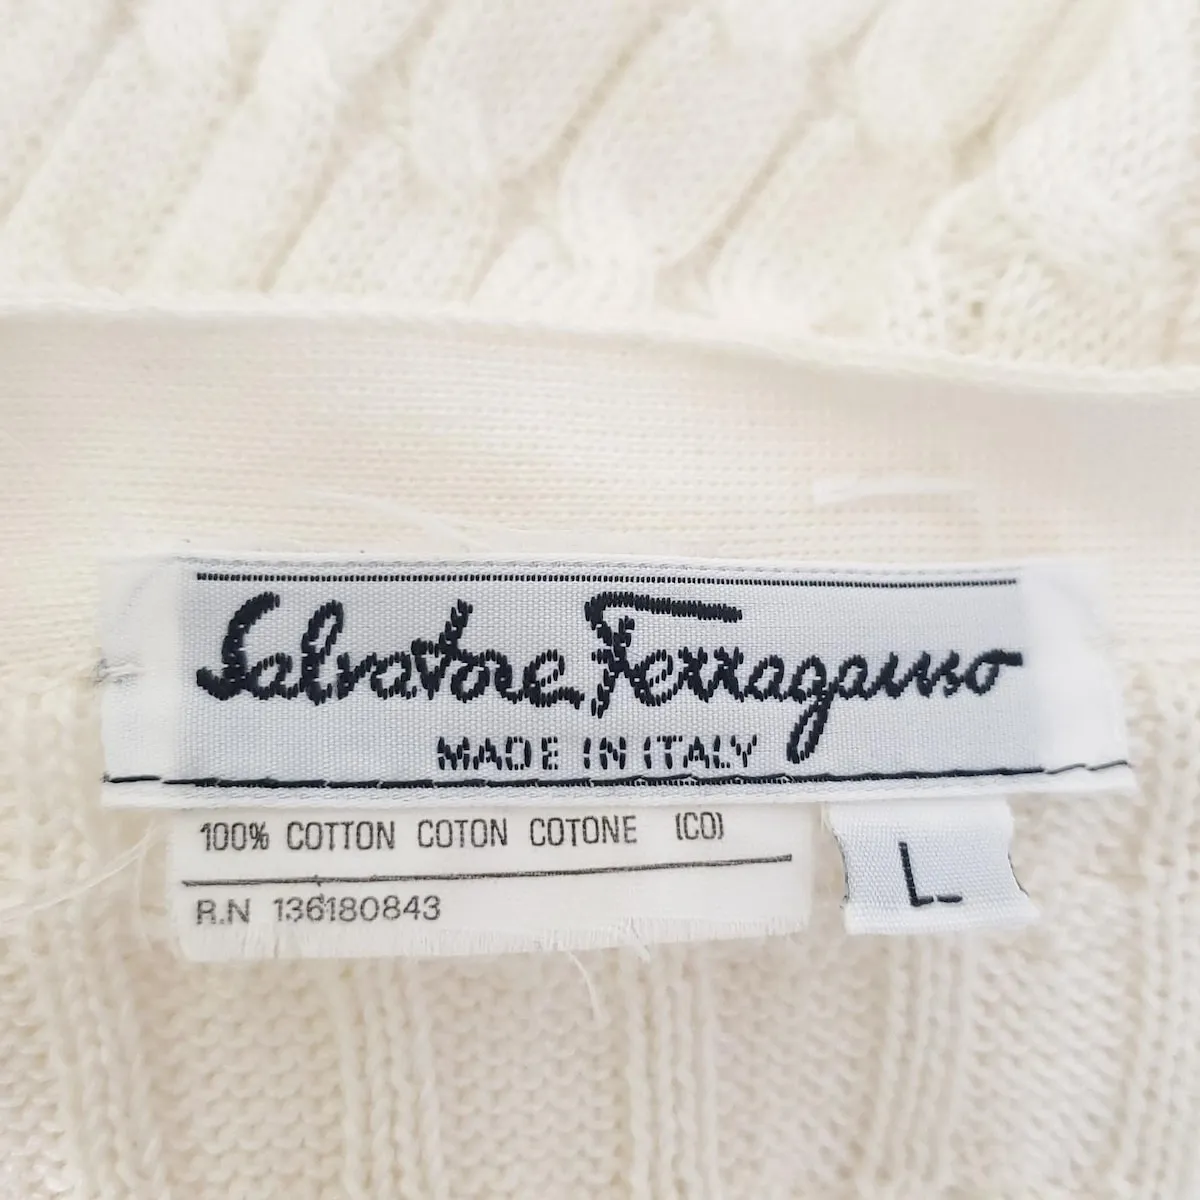 Salvatore Ferragamo
MADE IN ITALY
100% COTTON COTON COTONE (CO)
R.N 136180843
L